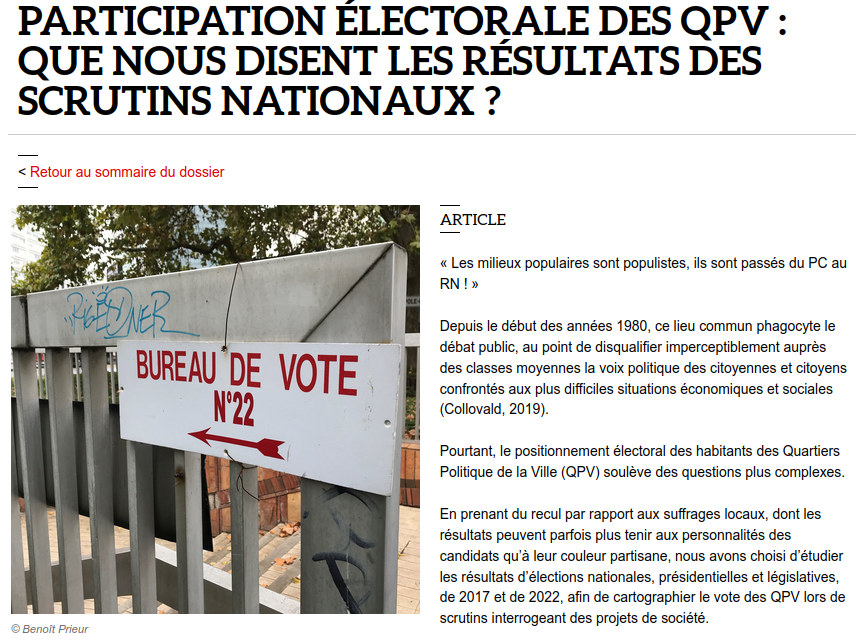 PARTICIPATION ÉLECTORALE DES QPV :
QUE NOUS DISENT LES RÉSULTATS DES
SCRUTINS NATIONAUX ?
< Retour au sommaire du dossier
BUREAU DE VOTE
N°22
© Benoît Prieur
ARTICLE
« Les milieux populaires sont populistes, ils sont passés du PC au
RN ! »
Depuis le début des années 1980, ce lieu commun phagocyte le
débat public, au point de disqualifier imperceptiblement auprès
des classes moyennes la voix politique des citoyennes et citoyens
confrontés aux plus difficiles situations économiques et sociales
(Collovald, 2019).
Pourtant, le positionnement électoral des habitants des Quartiers
Politique de la Ville (QPV) soulève des questions plus complexes.
En prenant du recul par rapport aux suffrages locaux, dont les
résultats peuvent parfois plus tenir aux personnalités des
candidats qu'à leur couleur partisane, nous avons choisi d'étudier
les résultats d'élections nationales, présidentielles et législatives,
de 2017 et de 2022, afin de cartographier le vote des QPV lors de
scrutins interrogeant des projets de société.